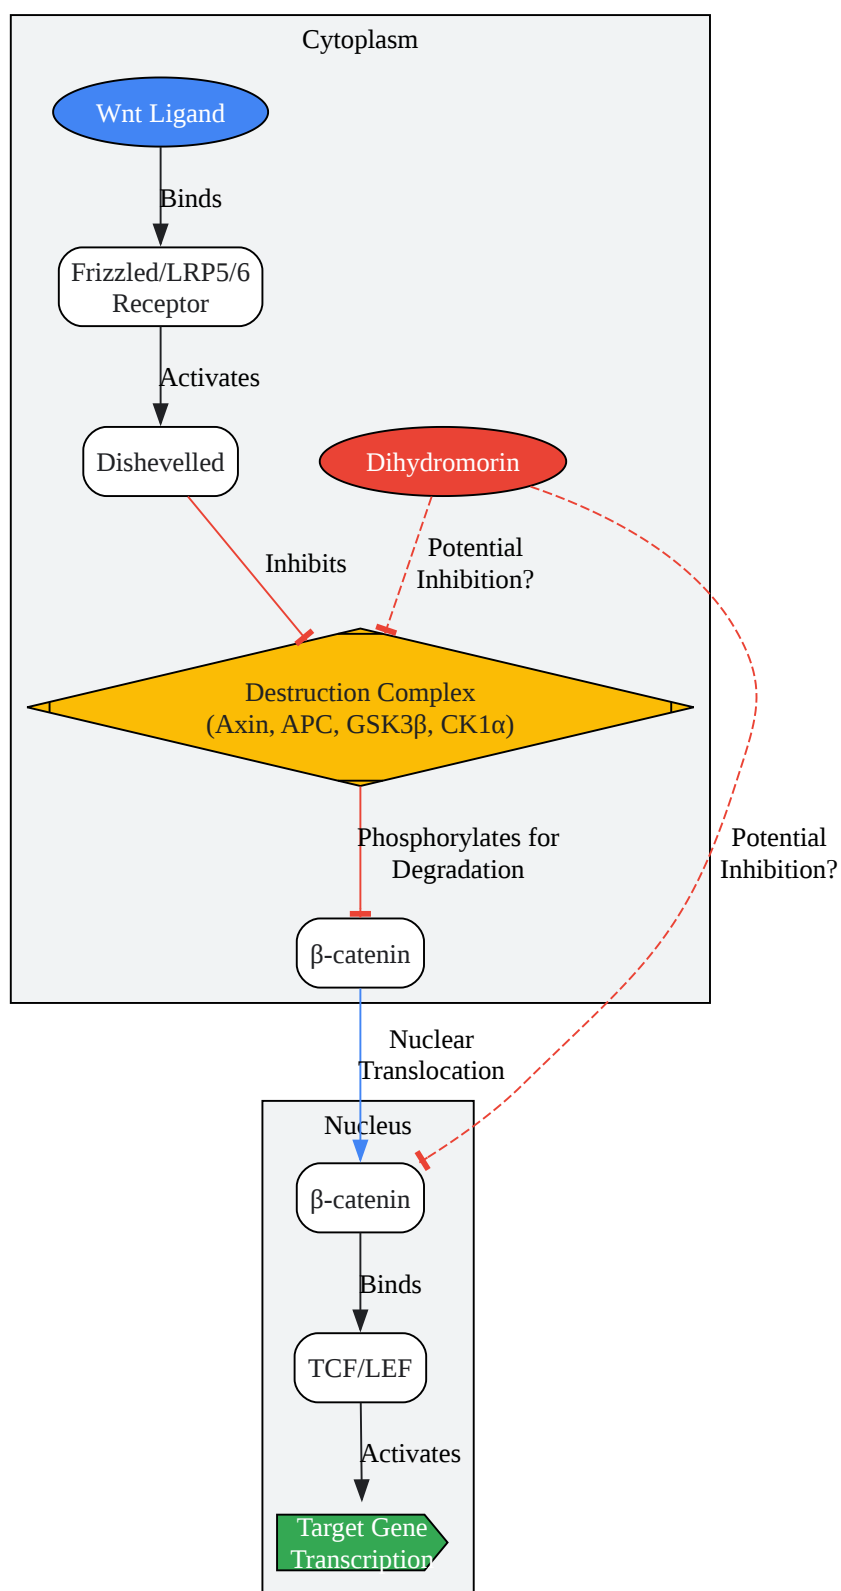 Cytoplasm
Wnt Ligand
Binds
Frizzled/LRP5/6
Receptor
Activates
Dishevelled
Dihydromorin
Inhibits
Potential
Inhibition?
Destruction Complex
(Axin, APC, GSK3β, CK1α)
Phosphorylates for
Degradation
Potential
Inhibition?
β-catenin
Nuclear
Translocation
Nucleus
β-catenin
Binds
TCF/LEF
Activates
Target Gene
Transcription